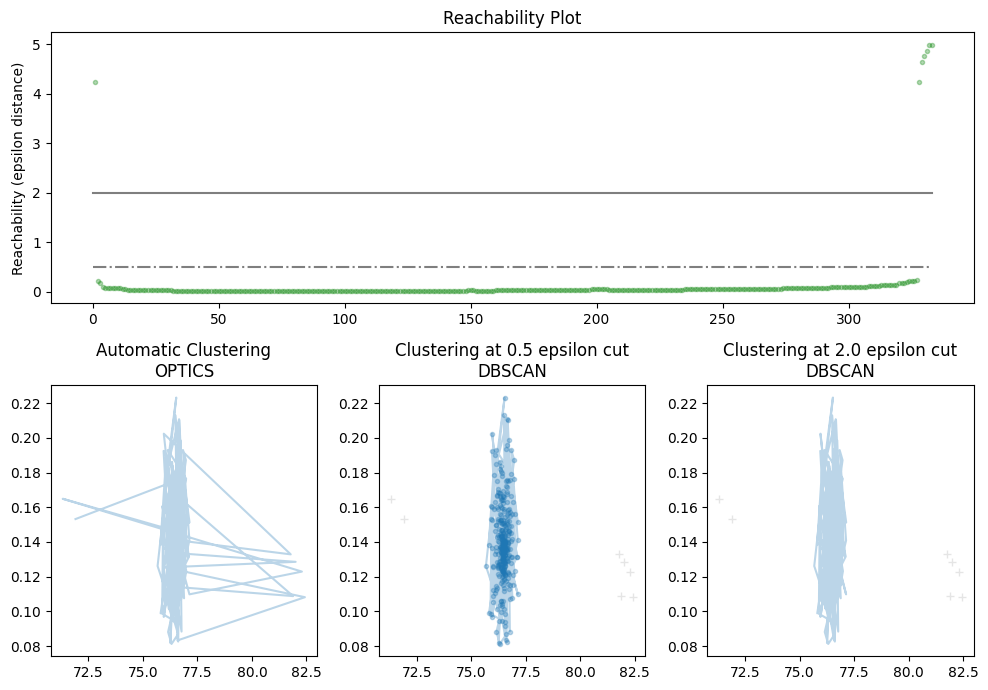 Reachability Plot
Reachability (epsilon distance)
5
4
3
2
1
0
0 50 100 150 200 250 300
Automatic Clustering
OPTICS
Clustering at 0.5 epsilon cut
DBSCAN
Clustering at 2.0 epsilon cut
DBSCAN
0.22
0.20
0.18
0.16
0.14
0.12
0.10
0.08
72.5 75.0 77.5 80.0 82.5
0.22
0.20
0.18
0.16
0.14
0.12
0.10
0.08
72.5 75.0 77.5 80.0 82.5
0.22
0.20
0.18
0.16
0.14
0.12
0.10
0.08
72.5 75.0 77.5 80.0 82.5